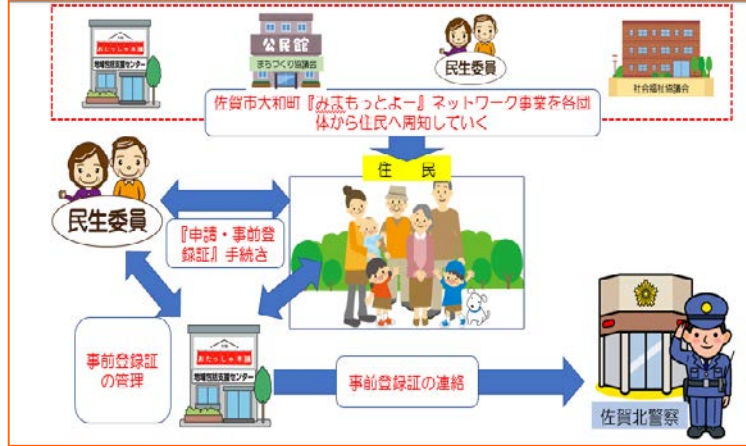 おたっしゃ本舗
地域包括支援センター
公民館
まちづくり協議会
民生委員
社会福祉協議会
佐賀市大和町『みまもっとよー』ネットワーク事業を各団
体から住民へ周知していく
住 民
民生委員
『申請・事前登
録証』手続き
事前登録証
の管理
おたっしゃ本舗
地域包括支援センター
事前登録証の連絡
佐賀北警察